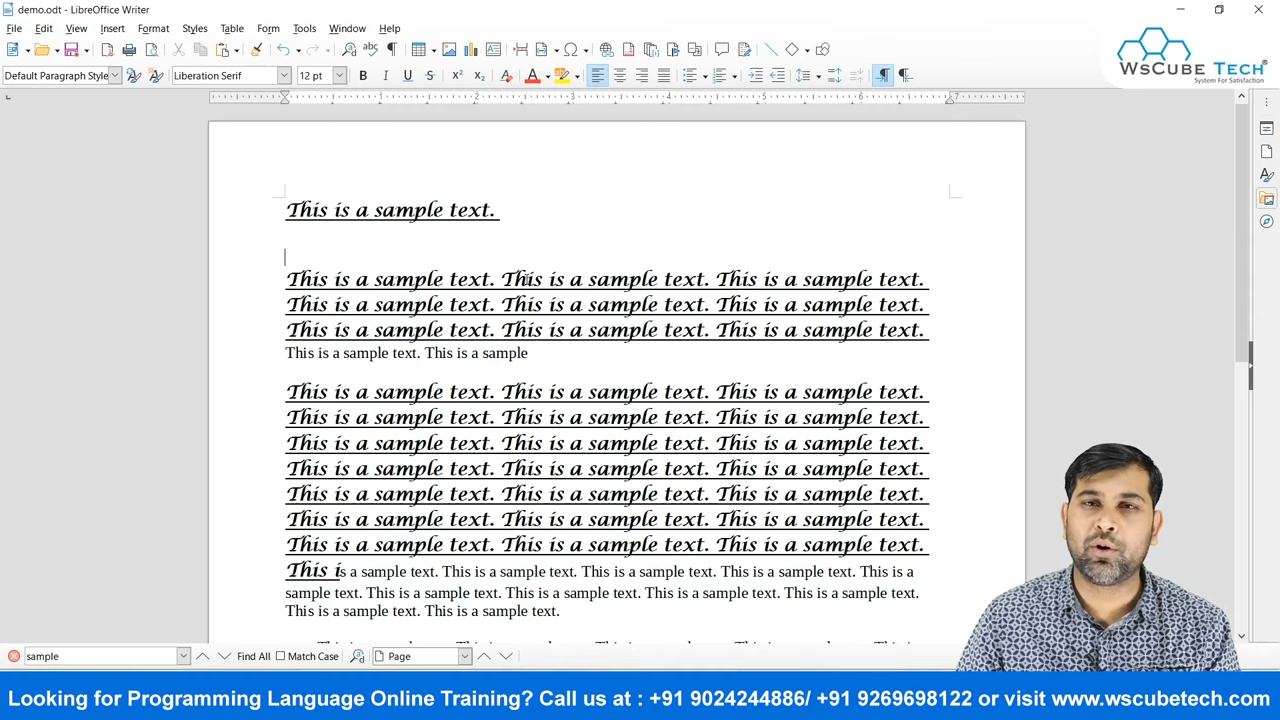 demo.odt - LibreOffice Writer
File Edit View Insert Format Styles Table Form Tools Window Help
WsCube Tech®
System For Satisfaction
Default Paragraph Style Liberation Serif 12 pt
1 2 3 4 5 6 7
This is a sample text.
This is a sample text. This is a sample text. This is a sample text.
This is a sample text. This is a sample text. This is a sample text.
This is a sample text. This is a sample text. This is a sample text.
This is a sample text. This is a sample
This is a sample text. This is a sample text. This is a sample text.
This is a sample text. This is a sample text. This is a sample text.
This is a sample text. This is a sample text. This is a sample text.
This is a sample text. This is a sample text. This is a sample text.
This is a sample text. This is a sample text. This is a sample text.
This is a sample text. This is a sample text. This is a sample text.
This is a sample text. This is a sample text. This is a sample text.
This is a sample text. This is a sample text. This is a sample text. This is a sample text. This is a
sample text. This is a sample text. This is a sample text. This is a sample text. This is a sample text.
This is a sample text. This is a sample text.
sample Find All Match Case Page
Looking for Programming Language Online Training? Call us at : +91 9024244886/ +91 9269698122 or visit www.wscubetech.com